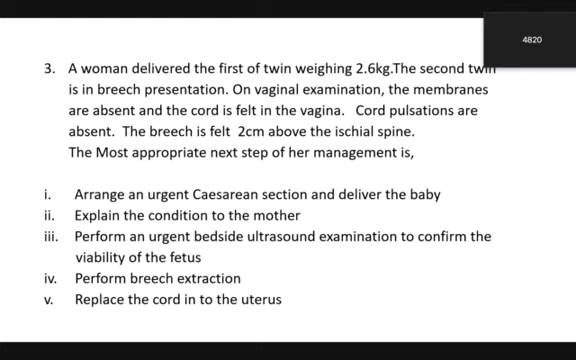 4820
3. A woman delivered the first of twin weighing 2.6kg.The second twin
is in breech presentation. On vaginal examination, the membranes
are absent and the cord is felt in the vagina. Cord pulsations are
absent. The breech is felt 2cm above the ischial spine.
The Most appropriate next step of her management is,
i. Arrange an urgent Caesarean section and deliver the baby
ii. Explain the condition to the mother
iii. Perform an urgent bedside ultrasound examination to confirm the
viability of the fetus
iv. Perform breech extraction
v. Replace the cord in to the uterus